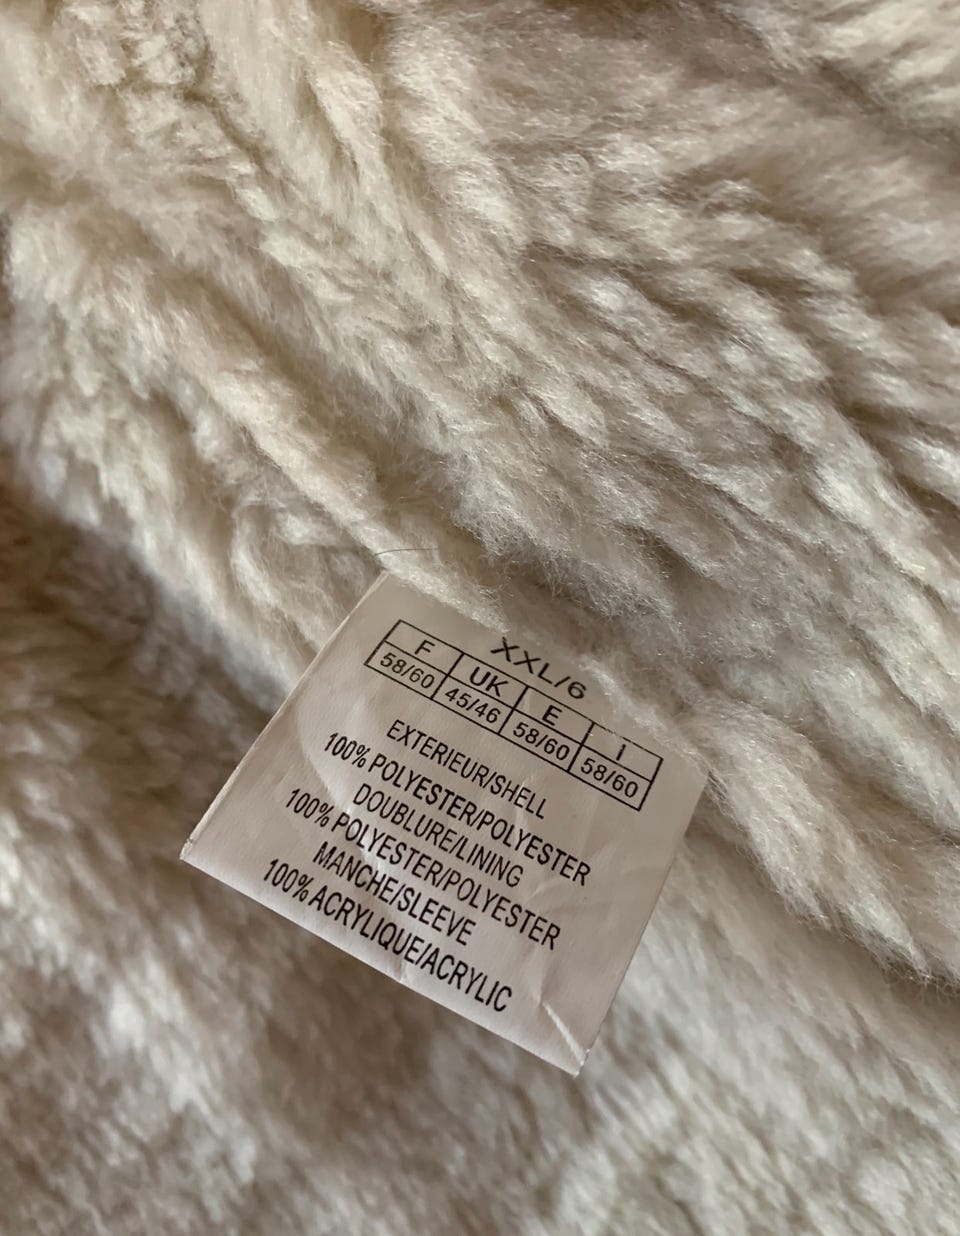 XXL/6
F UK E I
58/60 45/46 58/60 58/60
EXTERIEUR/SHELL
100% POLYESTER/POLYESTER
DOUBLURE/LINING
100% POLYESTER/POLYESTER
MANCHE/SLEEVE
100% ACRYLIQUE/ACRYLIC